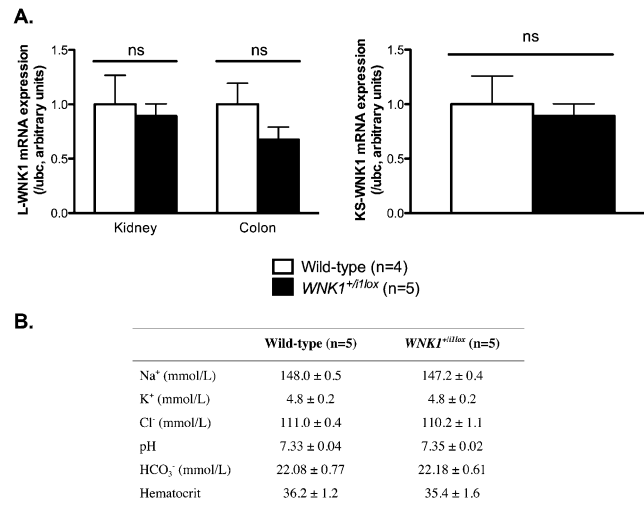 A.
L-WNK1 mRNA expression
(/ubc, arbitrary units)
1.5
1.0
0.5
0.0
ns
ns
Kidney
Colon
KS-WNK1 mRNA expression
(/ubc, arbitrary units)
1.5
1.0
0.5
0.0
ns
Wild-type (n=4)
WNK1+/i1lox (n=5)
B.
Wild-type (n=5) WNK1+/i1lox (n=5)
Na+ (mmol/L) 148.0 ± 0.5 147.2 ± 0.4
K+ (mmol/L) 4.8 ± 0.2 4.8 ± 0.2
Cl- (mmol/L) 111.0 ± 0.4 110.2 ± 1.1
pH 7.33 ± 0.04 7.35 ± 0.02
HCO3- (mmol/L) 22.08 ± 0.77 22.18 ± 0.61
Hematocrit 36.2 ± 1.2 35.4 ± 1.6